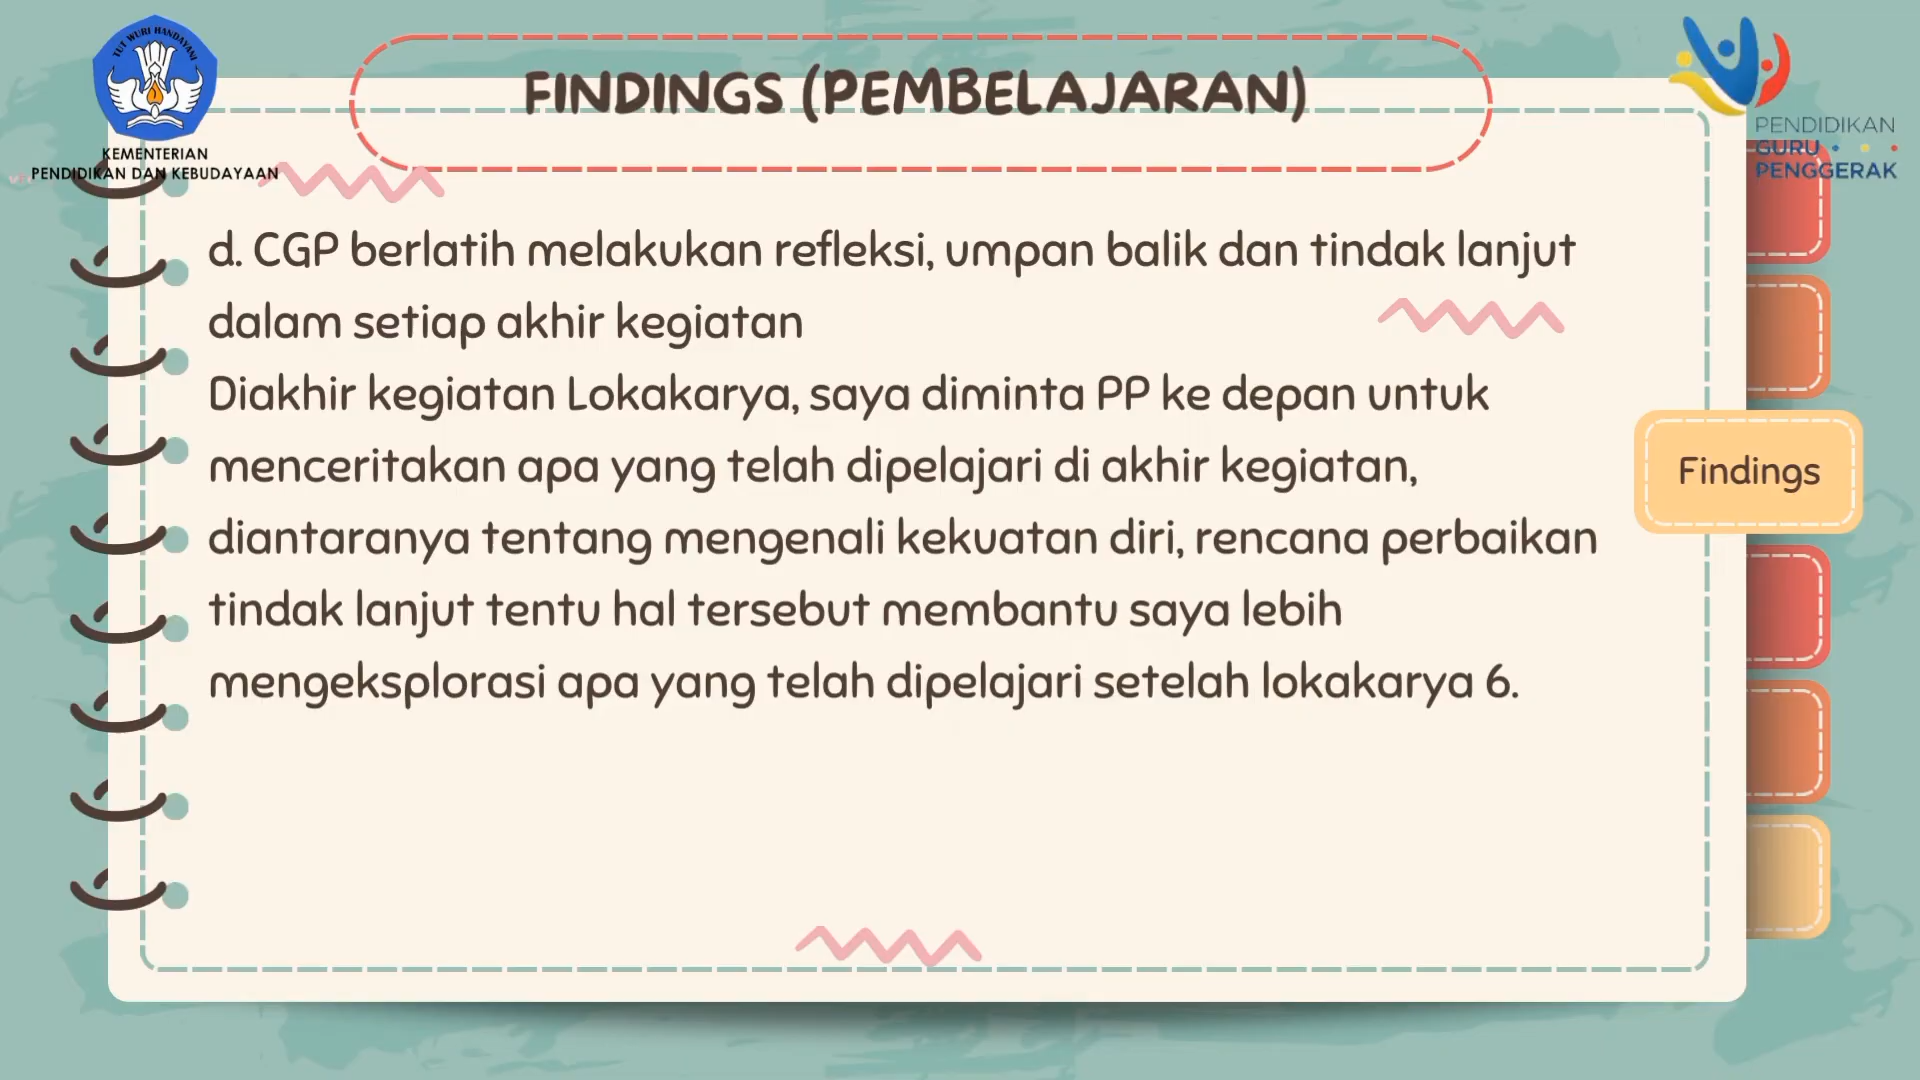 TUT WURI HANDAYANI
KEMENTERIAN
PENDIDIKAN DAN KEBUDAYAAN
FINDINGS (PEMBELAJARAN)
PENDIDIKAN
GURU
PENGGERAK
d. CGP berlatih melakukan refleksi, umpan balik dan tindak lanjut
dalam setiap akhir kegiatan
Diakhir kegiatan Lokakarya, saya diminta PP ke depan untuk
menceritakan apa yang telah dipelajari di akhir kegiatan,
diantaranya tentang mengenali kekuatan diri, rencana perbaikan
tindak lanjut tentu hal tersebut membantu saya lebih
mengeksplorasi apa yang telah dipelajari setelah lokakarya 6.
Findings